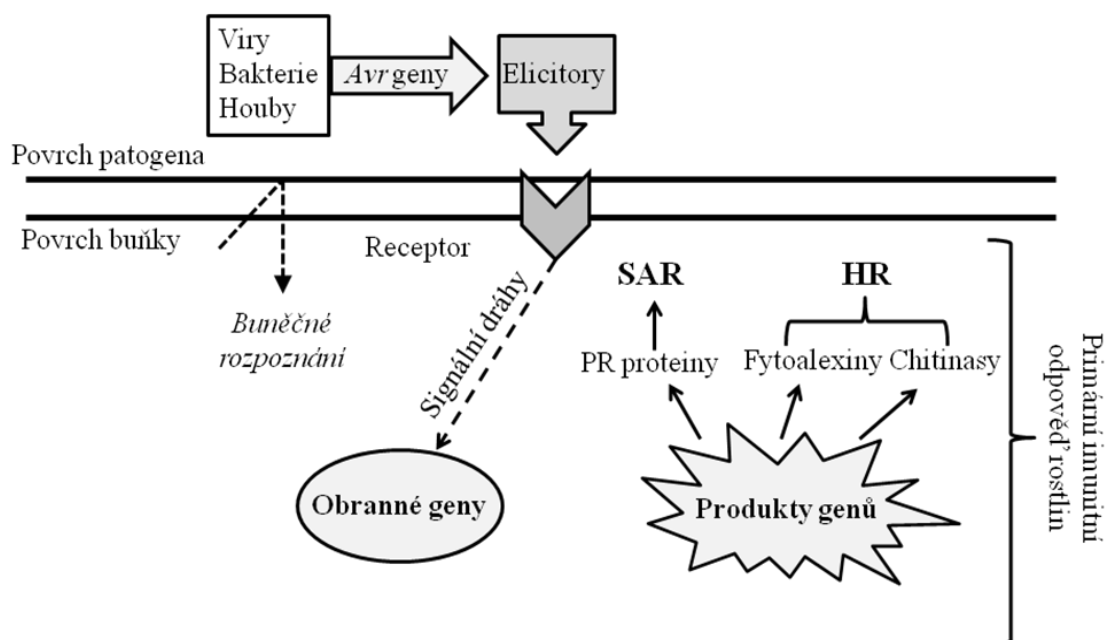 Viry
Bakterie
Houby
Avr geny
Elicitory
Povrch patogena
Povrch buňky
Receptor
Buněčné
rozpoznání
Signální dráhy
SAR
HR
PR proteiny
Fytoalexiny Chitinasy
Obranné geny
Produkty genů
Primární imunitní
odpověď rostlin